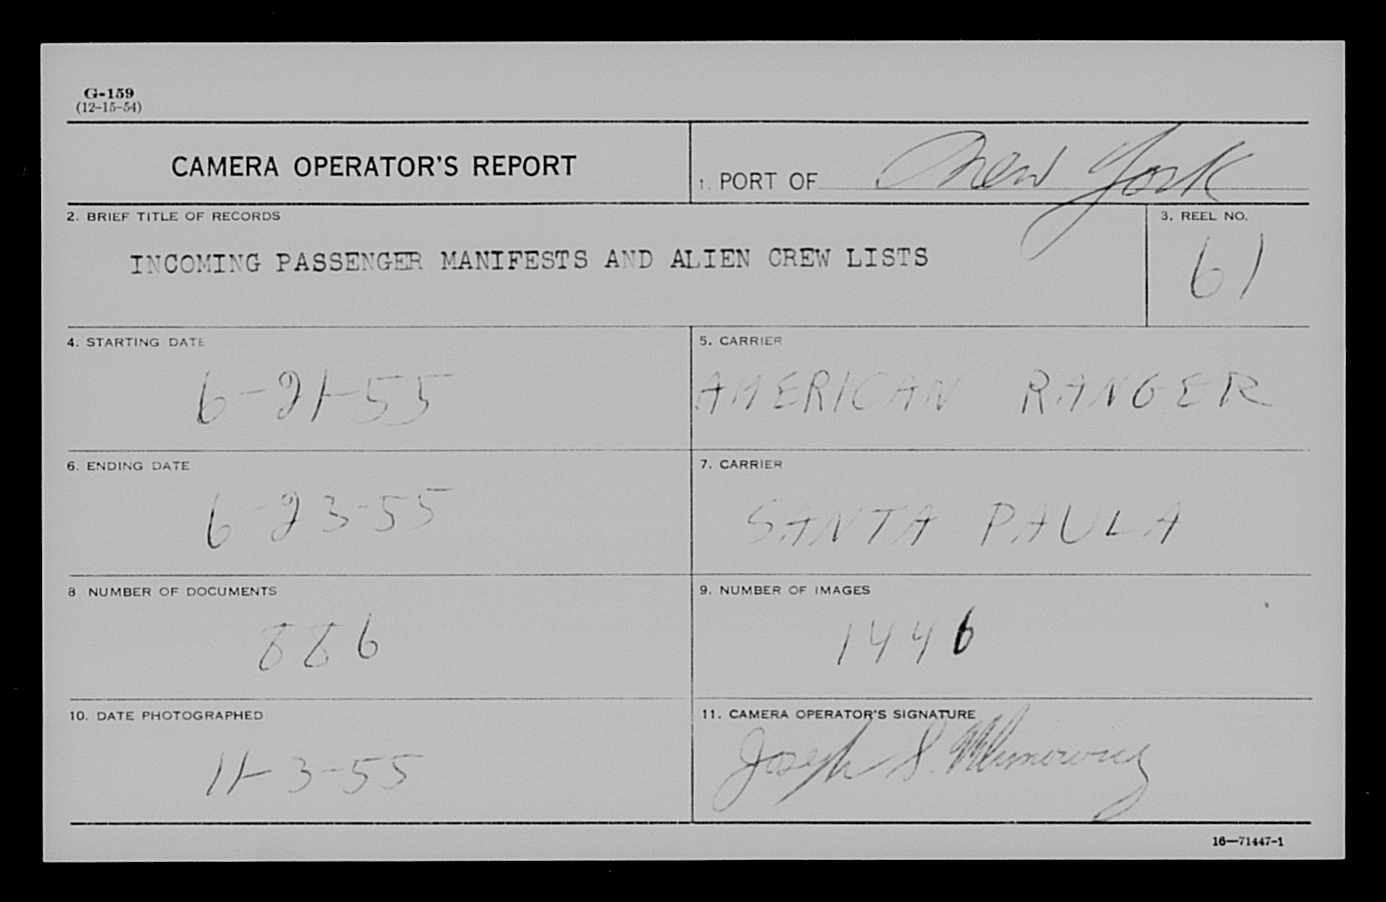 G-159
(12-15-54)
CAMERA OPERATOR'S REPORT
1. PORT OF New York
2. BRIEF TITLE OF RECORDS
INCOMING PASSENGER MANIFESTS AND ALIEN CREW LISTS
3. REEL NO.
61
4. STARTING DATE
6-21-55
5. CARRIER
AMERICAN RANGER
6. ENDING DATE
6-23-55
7. CARRIER
SANTA PAULA
8 NUMBER OF DOCUMENTS
886
9. NUMBER OF IMAGES
1446
10. DATE PHOTOGRAPHED
11-3-55
11. CAMERA OPERATOR'S SIGNATURE
Joseph S.
16—71447-1